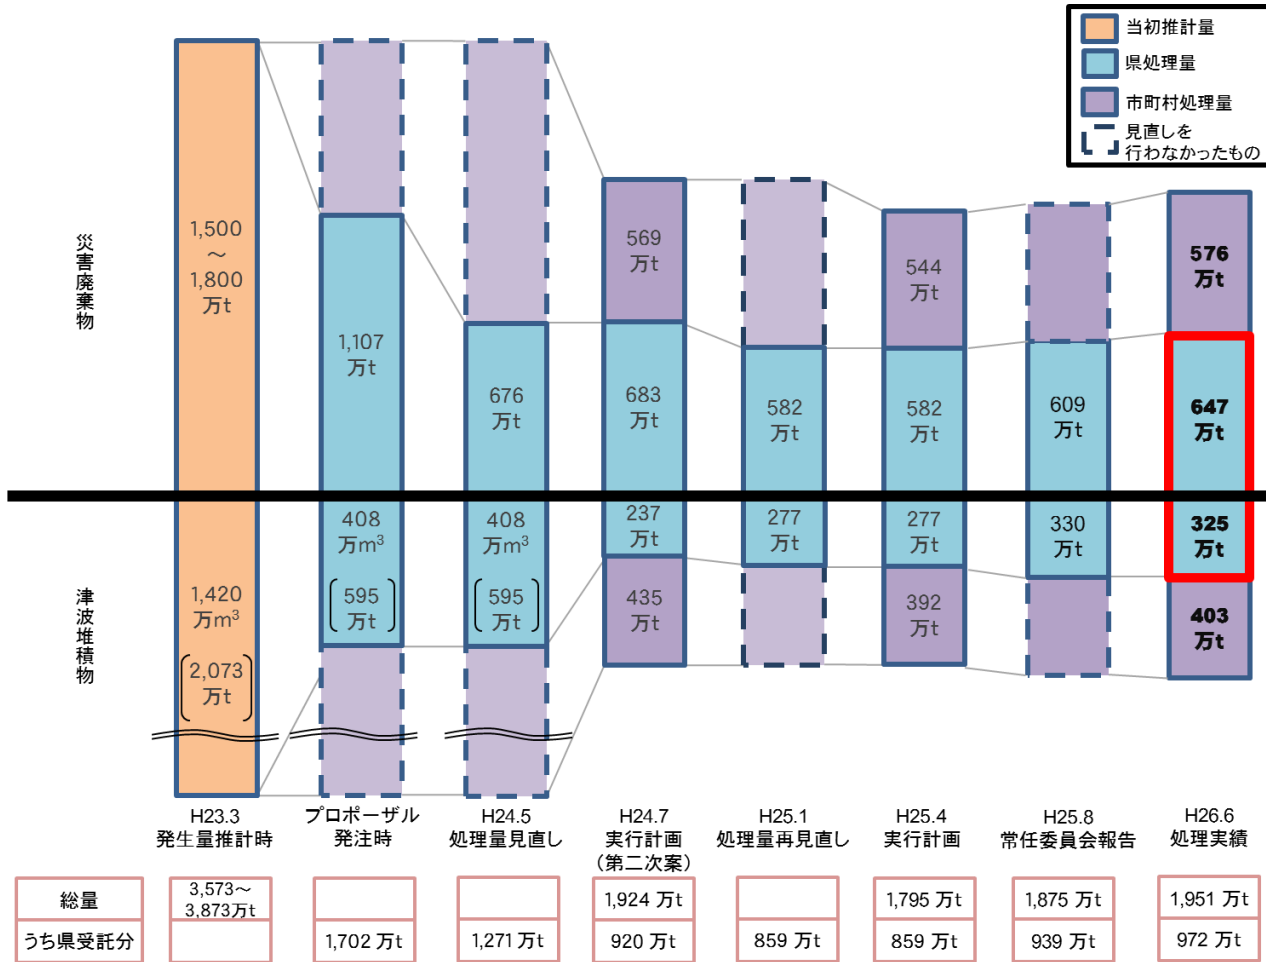 当初推計量
県処理量
市町村処理量
見直しを
行わなかったもの
災害廃棄物
津波堆積物
1,500
～
1,800
万t
1,420
万m³
2,073
万t
1,107
万t
408
万m³
595
万t
676
万t
408
万m³
595
万t
569
万t
683
万t
237
万t
435
万t
582
万t
277
万t
544
万t
582
万t
277
万t
392
万t
609
万t
330
万t
576
万t
647
万t
325
万t
403
万t
H23.3
発生量推計時
プロポーザル
発注時
H24.5
処理量見直し
H24.7
実行計画
(第二次案)
H25.1
処理量再見直し
H25.4
実行計画
H25.8
常任委員会報告
H26.6
処理実績
総量
3,573～
3,873万t
1,924 万t
1,795 万t
1,875 万t
1,951 万t
うち県受託分
1,702 万t
1,271 万t
920 万t
859 万t
859 万t
939 万t
972 万t